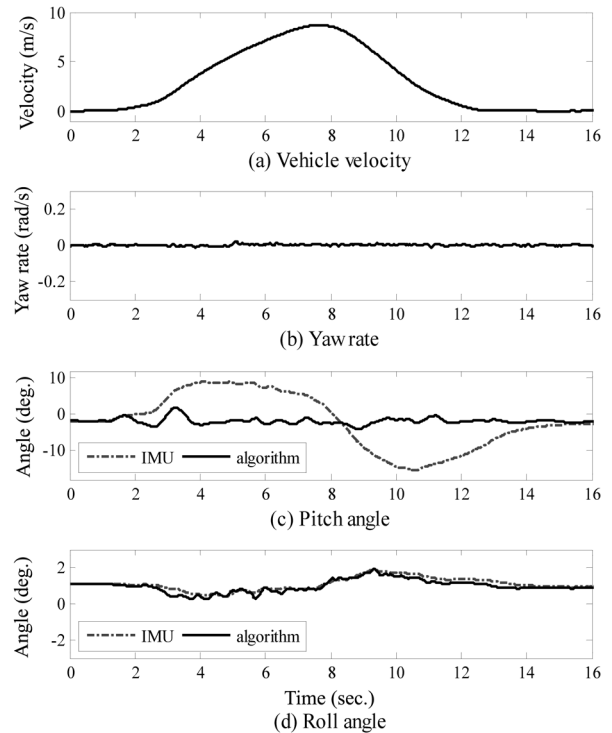 Velocity (m/s)
10
5
0
0 2 4 6 8 10 12 14 16
(a) Vehicle velocity
Yaw rate (rad/s)
0.2
0
-0.2
0 2 4 6 8 10 12 14 16
(b) Yaw rate
Angle (deg.)
10
0
-10
IMU algorithm
0 2 4 6 8 10 12 14 16
(c) Pitch angle
Angle (deg.)
2
0
-2
IMU algorithm
0 2 4 6 8 10 12 14 16
Time (sec.)
(d) Roll angle